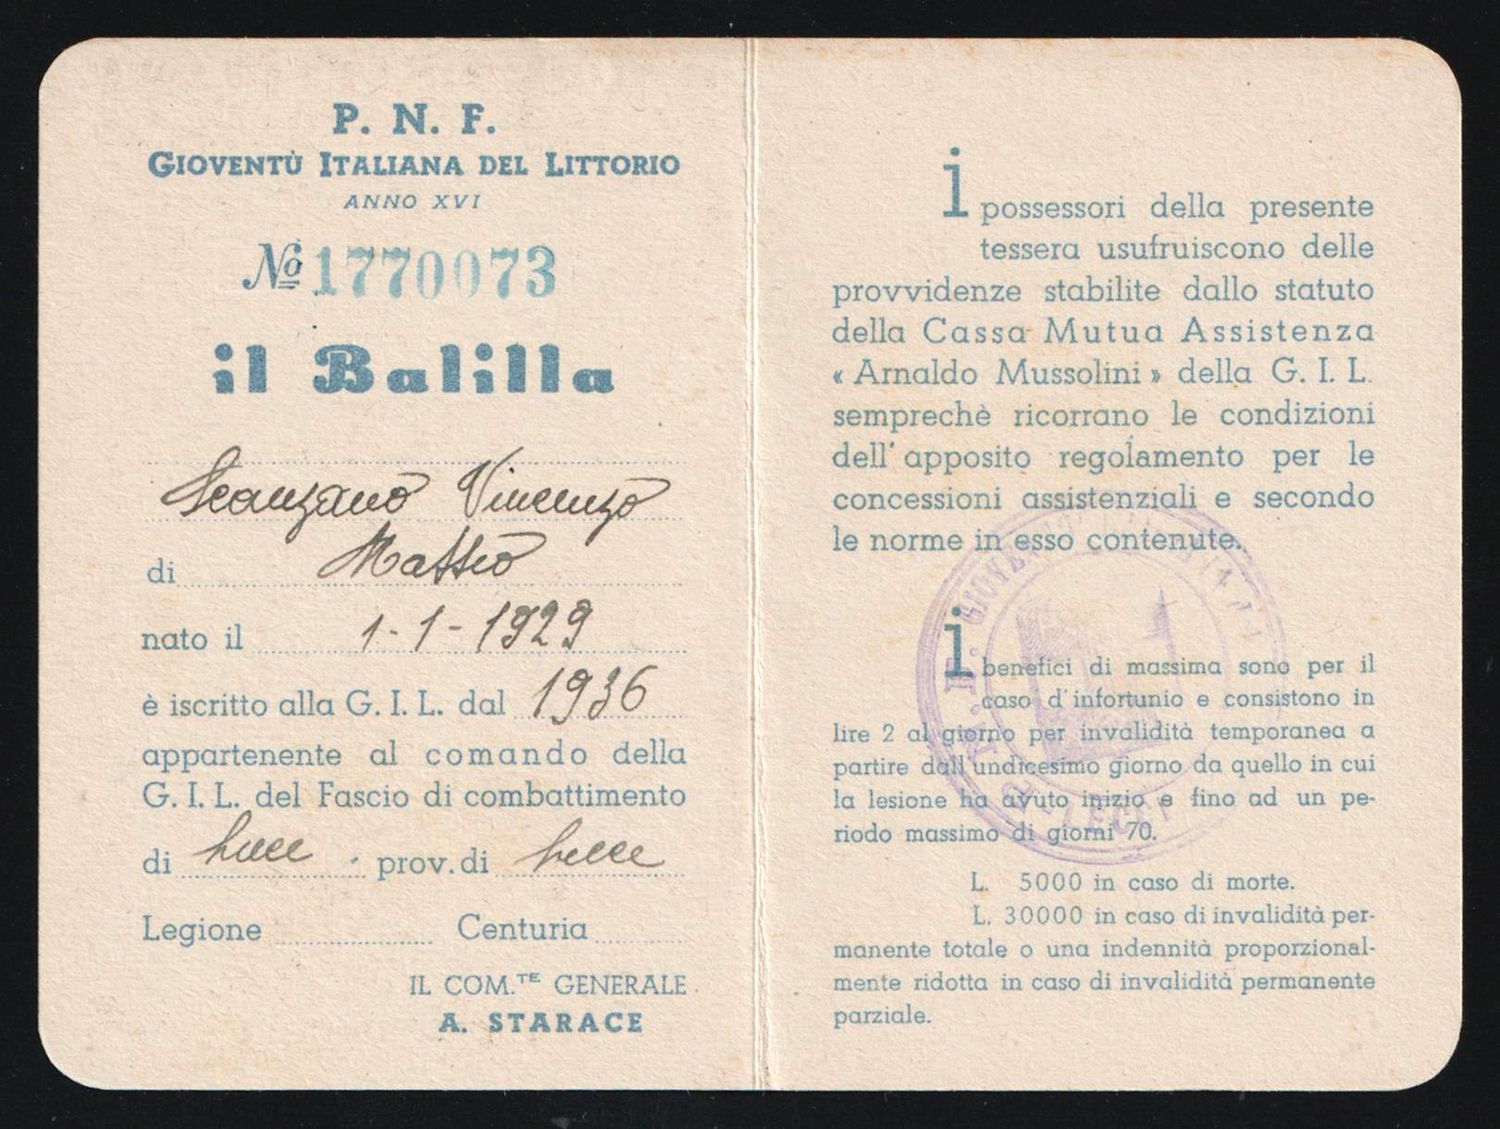 P. N. F.
GIOVENTÙ ITALIANA DEL LITTORIO
ANNO XVI
Nº 1770073
il Balilla
Scanzano Vincenzo
di Matteo
nato il 1-1-1929
è iscritto alla G. I. L. dal 1936
appartenente al comando della
G. I. L. del Fascio di combattimento
di Lecce prov. di Lecce
Legione Centuria
IL COM.TE GENERALE
A. STARACE
i possessori della presente
tessera usufruiscono delle
provvidenze stabilite dallo statuto
della Cassa Mutua Assistenza
« Arnaldo Mussolini » della G. I. L.
semprechè ricorrano le condizioni
dell' apposito regolamento per le
concessioni assistenziali e secondo
le norme in esso contenute.
i benefici di massima sono per il
caso d'infortunio e consistono in
lire 2 al giorno per invalidità temporanea a
partire dall'undicesimo giorno da quello in cui
la lesione ha avuto inizio e fino ad un pe-
riodo massimo di giorni 70.
L. 5000 in caso di morte.
L. 30000 in caso di invalidità per-
manente totale o una indennità proporzional-
mente ridotta in caso di invalidità permanente
parziale.